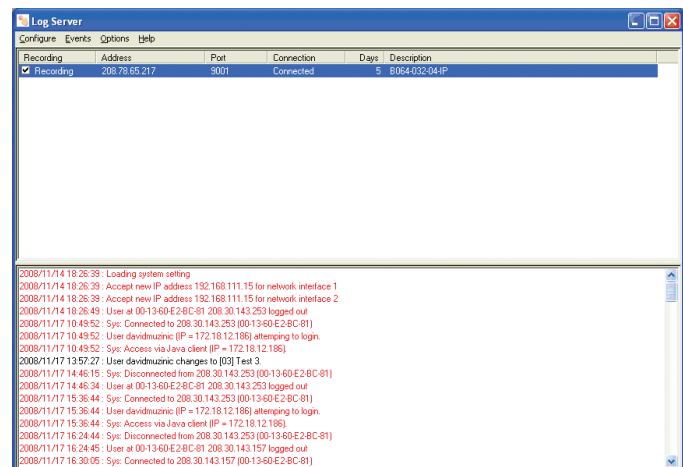 Log Server
Configure Events Options Help
Recording Address Port Connection Days Description
Recording 208.78.65.217 9001 Connected 5 B064-032-04-IP
2008/11/14 18:26:39 : Loading system setting
2008/11/14 18:26:39 : Accept new IP address 192.168.111.15 for network interface 1
2008/11/14 18:26:39 : Accept new IP address 192.168.111.15 for network interface 2
2008/11/14 18:26:49 : User at 00-13-60-E2-BC-81 208.30.143.253 logged out
2008/11/17 10:49:52 : Sys: Connected to 208.30.143.253 (00-13-60-E2-BC-81)
2008/11/17 10:49:52 : User davidmuzinic (IP = 172.18.12.186) attemping to login.
2008/11/17 10:49:52 : Sys: Access via Java client (IP = 172.18.12.186).
2008/11/17 13:57:27 : User davidmuzinic changes to [03] Test 3.
2008/11/17 14:46:15 : Sys: Disconnected from 208.30.143.253 (00-13-60-E2-BC-81)
2008/11/17 14:46:34 : User at 00-13-60-E2-BC-81 208.30.143.253 logged out
2008/11/17 15:36:44 : Sys: Connected to 208.30.143.253 (00-13-60-E2-BC-81)
2008/11/17 15:36:44 : User davidmuzinic (IP = 172.18.12.186) attemping to login.
2008/11/17 15:36:44 : Sys: Access via Java client (IP = 172.18.12.186).
2008/11/17 16:24:44 : Sys: Disconnected from 208.30.143.253 (00-13-60-E2-BC-81)
2008/11/17 16:24:45 : User at 00-13-60-E2-BC-81 208.30.143.157 logged out
2008/11/17 16:30:05 : Sys: Connected to 208.30.143.157 (00-13-60-E2-BC-81)